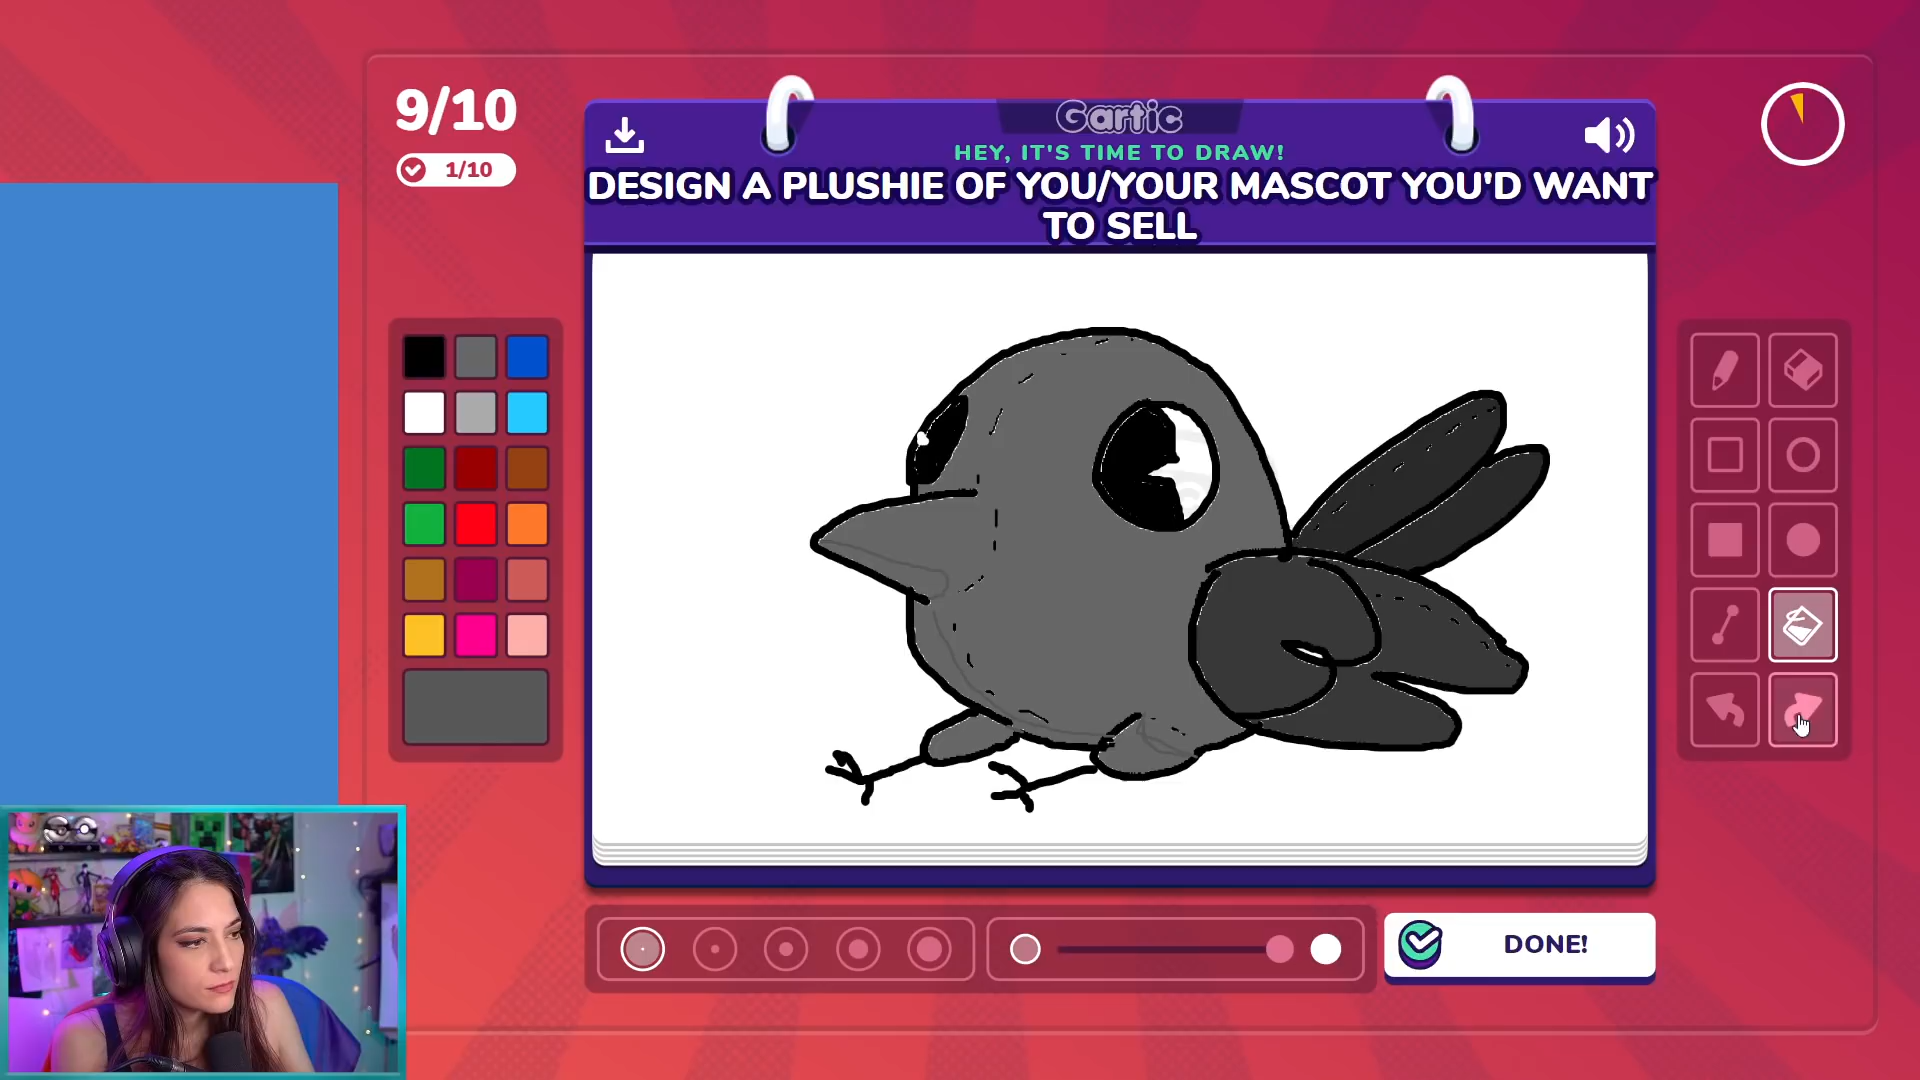 9/10
1/10
Gartic
HEY, IT'S TIME TO DRAW!
DESIGN A PLUSHIE OF YOU/YOUR MASCOT YOU'D WANT
TO SELL
DONE!